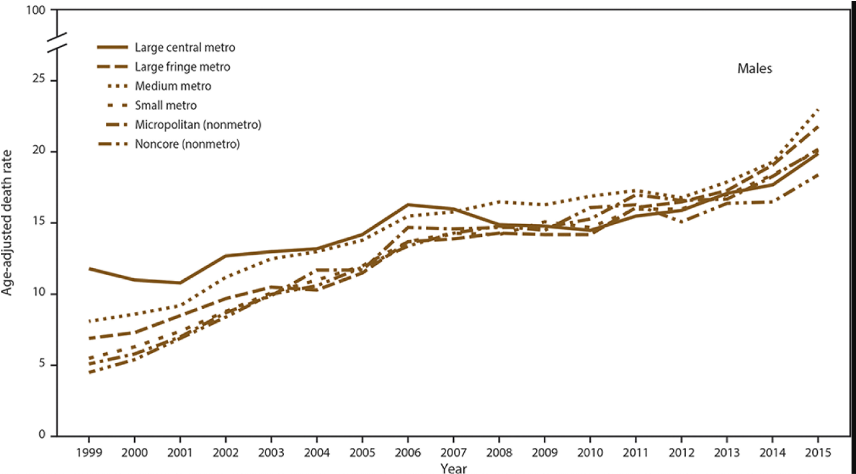 100
25
20
15
10
5
0
Age-adjusted death rate
Large central metro
Large fringe metro
Medium metro
Small metro
Micropolitan (nonmetro)
Noncore (nonmetro)
Males
1999 2000 2001 2002 2003 2004 2005 2006 2007 2008 2009 2010 2011 2012 2013 2014 2015
Year